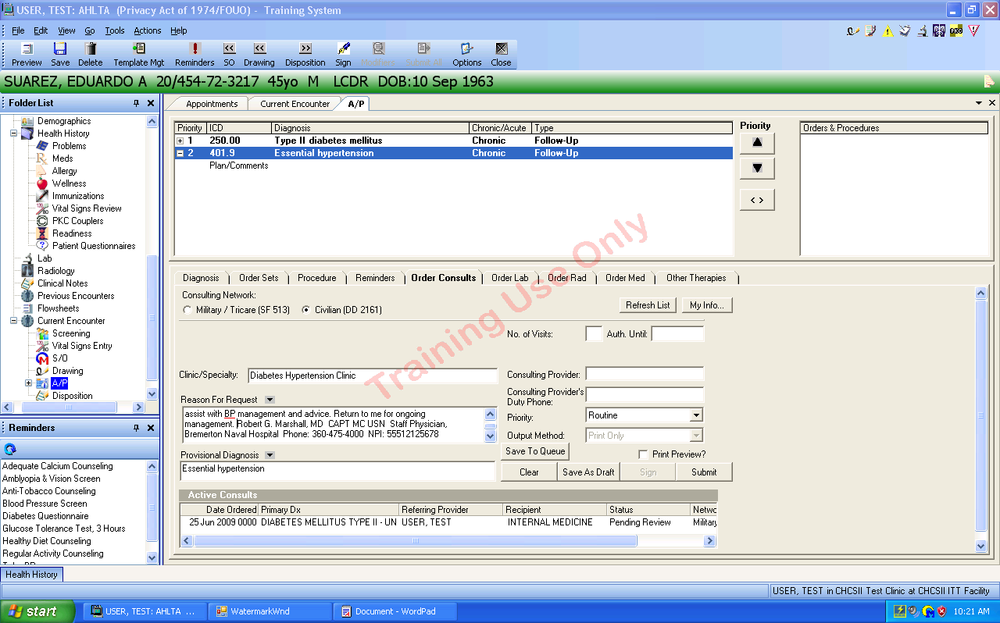 USER, TEST: AHLTA (Privacy Act of 1974/FOUO) - Training System
File Edit View Go Tools Actions Help
Preview Save Delete Template Mgt Reminders SO Drawing Disposition Sign Modifiers Submit All Options Close
SUAREZ, EDUARDO A 20/454-72-3217 45yo M LCDR DOB:10 Sep 1963
Folder List
Demographics
Health History
Problems
Meds
Allergy
Wellness
Immunizations
Vital Signs Review
PKC Couplers
Readiness
Patient Questionnaires
Lab
Radiology
Clinical Notes
Previous Encounters
Flowsheets
Current Encounter
Screening
Vital Signs Entry
S/O
Drawing
A/P
Disposition
Reminders
Adequate Calcium Counseling
Amblyopia & Vision Screen
Anti-Tobacco Counseling
Blood Pressure Screen
Diabetes Questionnaire
Glucose Tolerance Test, 3 Hours
Healthy Diet Counseling
Regular Activity Counseling
Health History
Appointments Current Encounter A/P
Priority ICD Diagnosis Chronic/Acute Type
1 250.00 Type II diabetes mellitus Chronic Follow-Up
2 401.9 Essential hypertension Chronic Follow-Up
Plan/Comments
Priority
< >
Orders & Procedures
Training Use Only
Diagnosis Order Sets Procedure Reminders Order Consults Order Lab Order Rad Order Med Other Therapies
Consulting Network:
Military / Tricare (SF 513) Civilian (DD 2161)
Refresh List My Info...
No. of Visits: Auth. Until:
Clinic/Specialty: Diabetes Hypertension Clinic
Consulting Provider:
Consulting Provider's
Duty Phone:
Reason For Request
assist with BP management and advice. Return to me for ongoing
management. Robert G. Marshall, MD CAPT MC USN Staff Physician,
Bremerton Naval Hospital Phone: 360-475-4000 NPI: 55512125678
Priority: Routine
Output Method: Print Only
Provisional Diagnosis
Essential hypertension
Save To Queue Print Preview?
Clear Save As Draft Sign Submit
Active Consults
Date Ordered Primary Dx Referring Provider Recipient Status Netwo
25 Jun 2009 0000 DIABETES MELLITUS TYPE II - UN USER, TEST INTERNAL MEDICINE Pending Review Military
USER, TEST in CHCSII Test Clinic at CHCSII ITT Facility
start USER, TEST: AHLTA ... WatermarkWnd Document - WordPad 10:21 AM